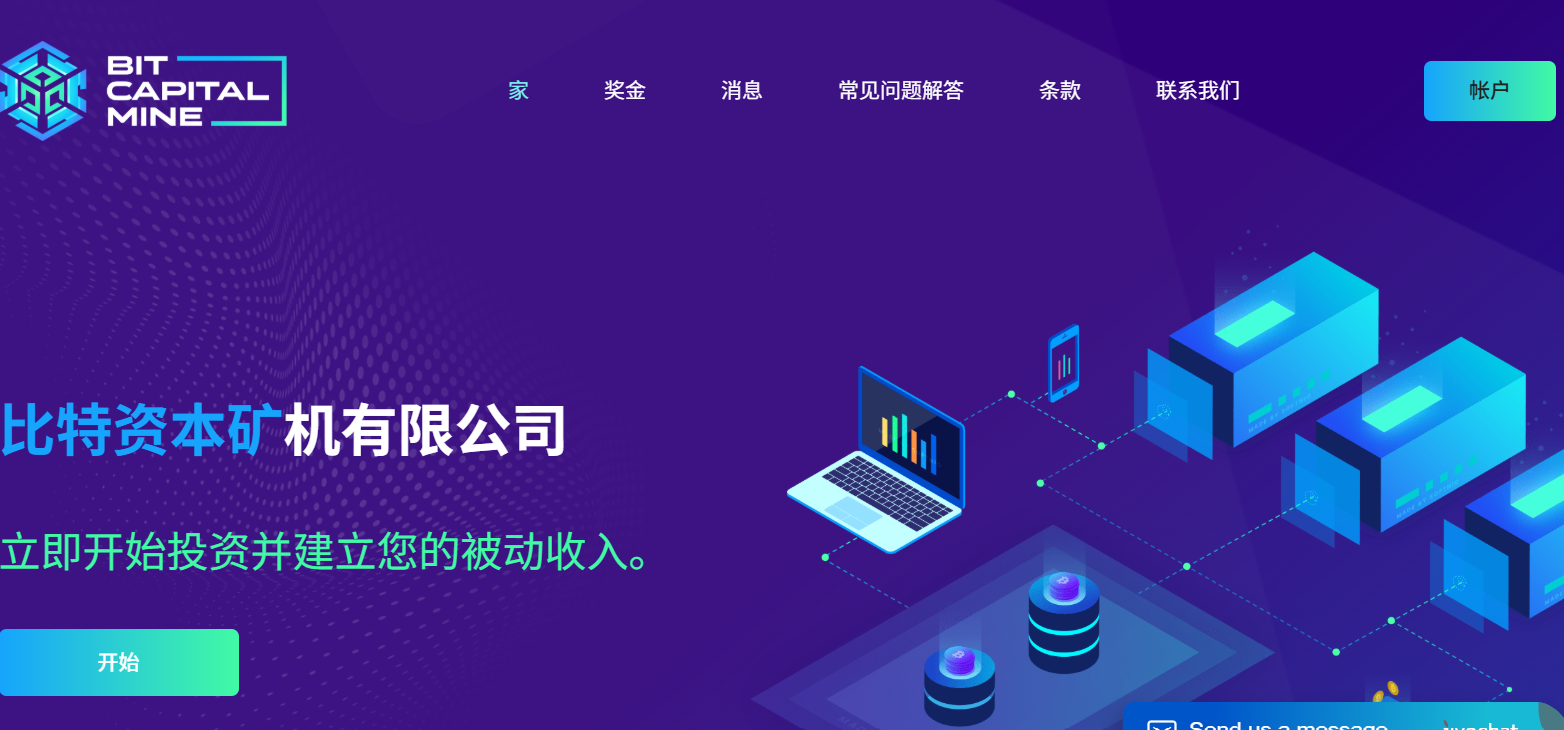 BIT
CAPITAL
MINE
家
奖金
消息
常见问题解答
条款
联系我们
帐户
比特资本矿机有限公司
立即开始投资并建立您的被动收入。
开始
Send us a message
jivochat